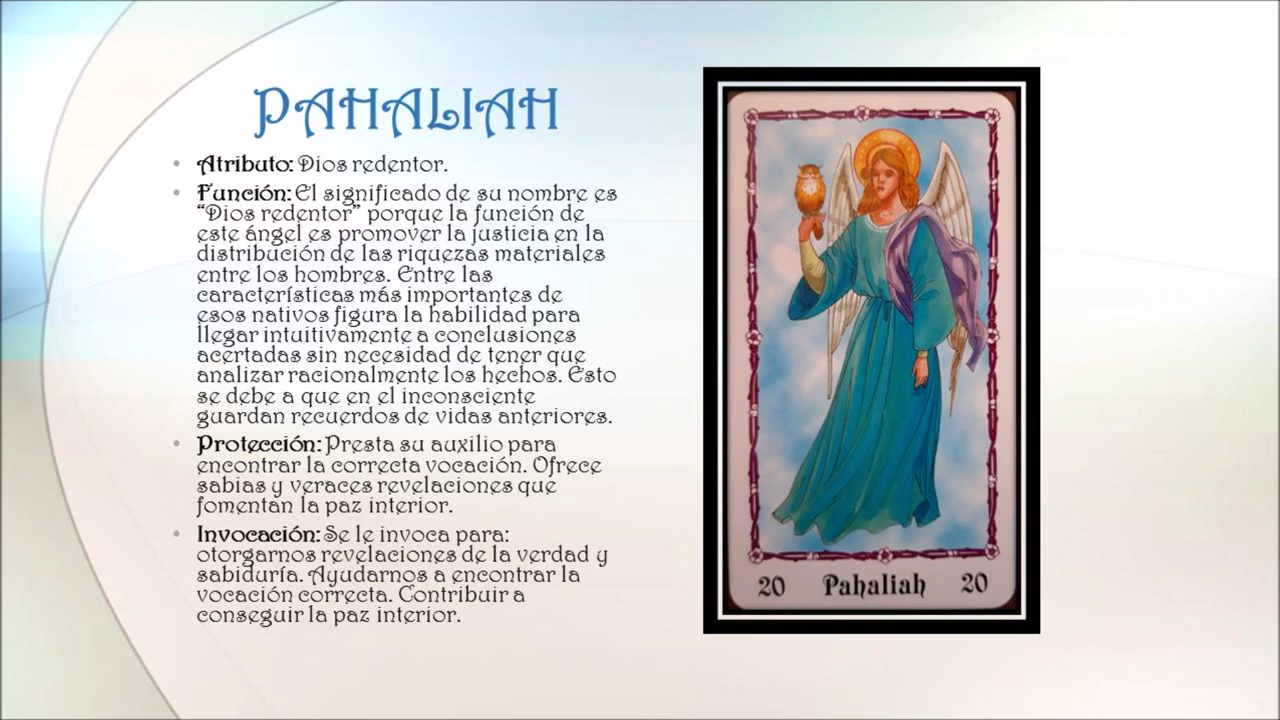 PAHALIAH
• Atributo: Dios redentor.
• Función: El significado de su nombre es
“Dios redentor” porque la función de
este ángel es promover la justicia en la
distribución de las riquezas materiales
entre los hombres. Entre las
características más importantes de
esos nativos figura la habilidad para
llegar intuitivamente a conclusiones
acertadas sin necesidad de tener que
analizar racionalmente los hechos. Esto
se debe a que en el inconsciente
guardan recuerdos de vidas anteriores.
• Protección: Presta su auxilio para
encontrar la correcta vocación. Ofrece
sabias y veraces revelaciones que
fomentan la paz interior.
• Invocación: Se le invoca para:
otorgarnos revelaciones de la verdad y
sabiduría. Ayudarnos a encontrar la
vocación correcta. Contribuir a
conseguir la paz interior.
20 Pahaliah 20